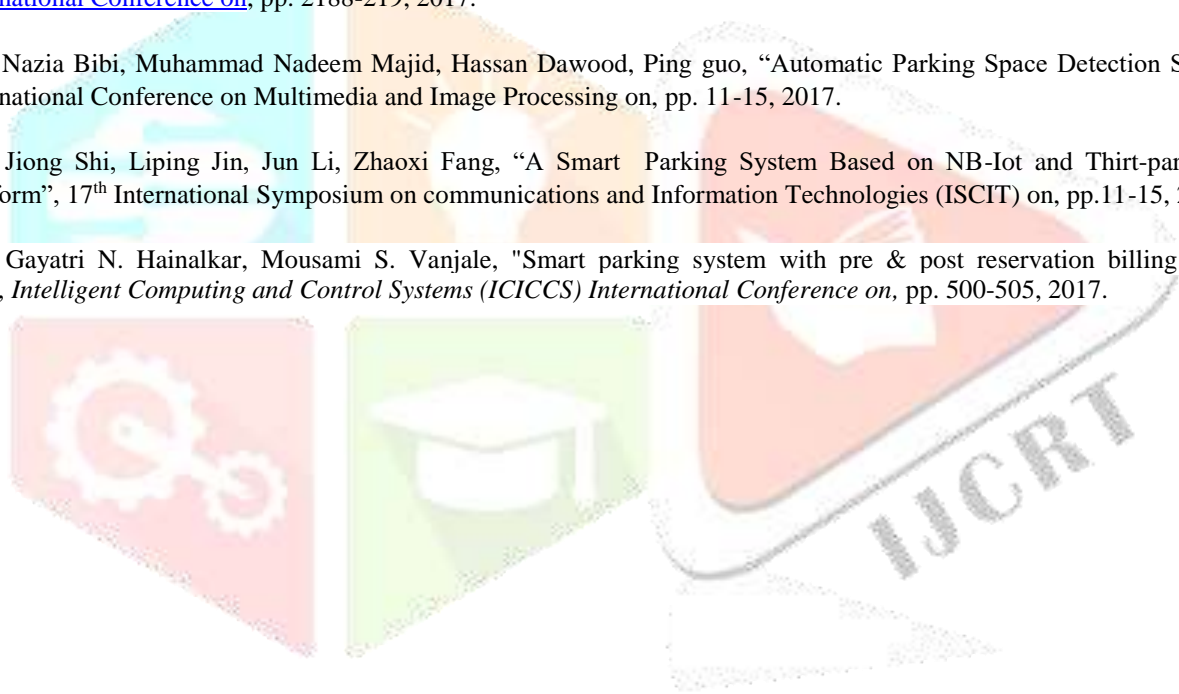 national Conference on, pp. 2188-219, 2017.
Nazia Bibi, Muhammad Nadeem Majid, Hassan Dawood, Ping guo, “Automatic Parking Space Detection S
national Conference on Multimedia and Image Processing on, pp. 11-15, 2017.
Jiong Shi, Liping Jin, Jun Li, Zhaoxi Fang, “A Smart Parking System Based on NB-Iot and Thirt-par
orm”, 17th International Symposium on communications and Information Technologies (ISCIT) on, pp.11-15, 2
Gayatri N. Hainalkar, Mousami S. Vanjale, "Smart parking system with pre & post reservation billing
, Intelligent Computing and Control Systems (ICICCS) International Conference on, pp. 500-505, 2017.
IJCRT